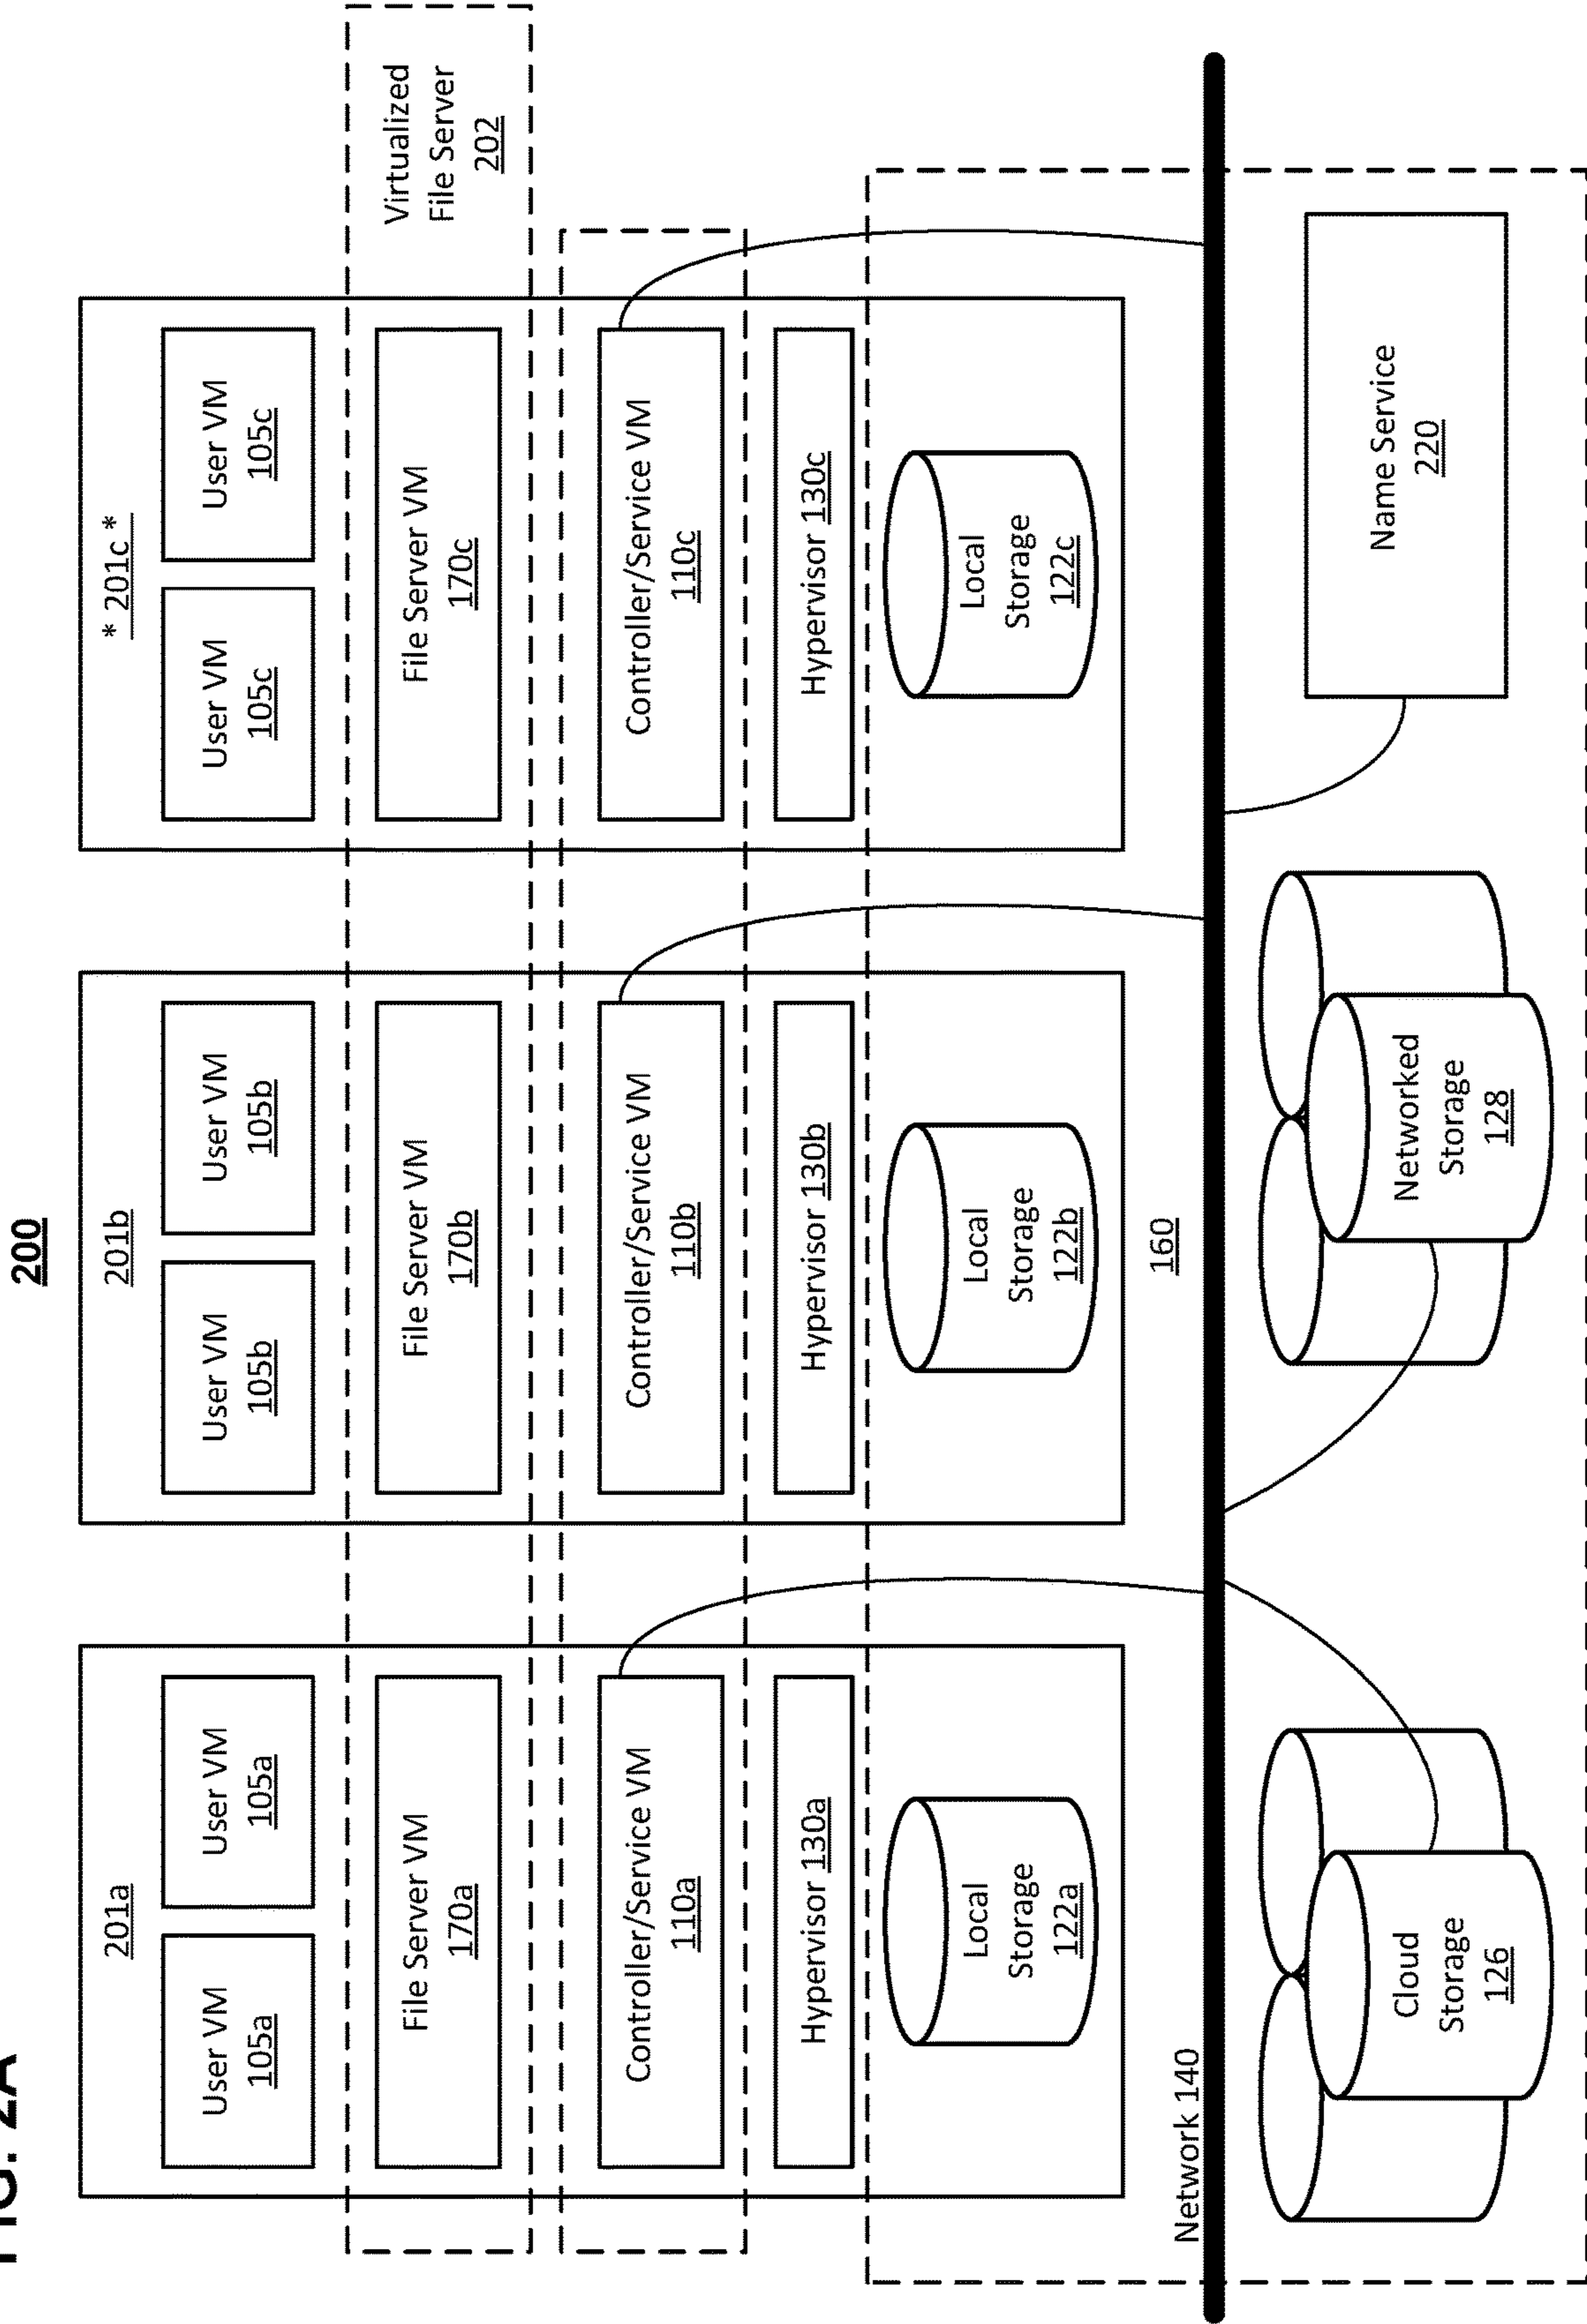 FIG. 2A
200
201a
User VM
105a
User VM
105a
File Server VM
170a
Controller/Service VM
110a
Hypervisor 130a
Local
Storage
122a
201b
User VM
105b
User VM
105b
File Server VM
170b
Controller/Service VM
110b
Hypervisor 130b
Local
Storage
122b
* 201c *
User VM
105c
User VM
105c
File Server VM
170c
Controller/Service VM
110c
Hypervisor 130c
Local
Storage
122c
Virtualized
File Server
202
160
Network 140
Cloud
Storage
126
Networked
Storage
128
Name Service
220